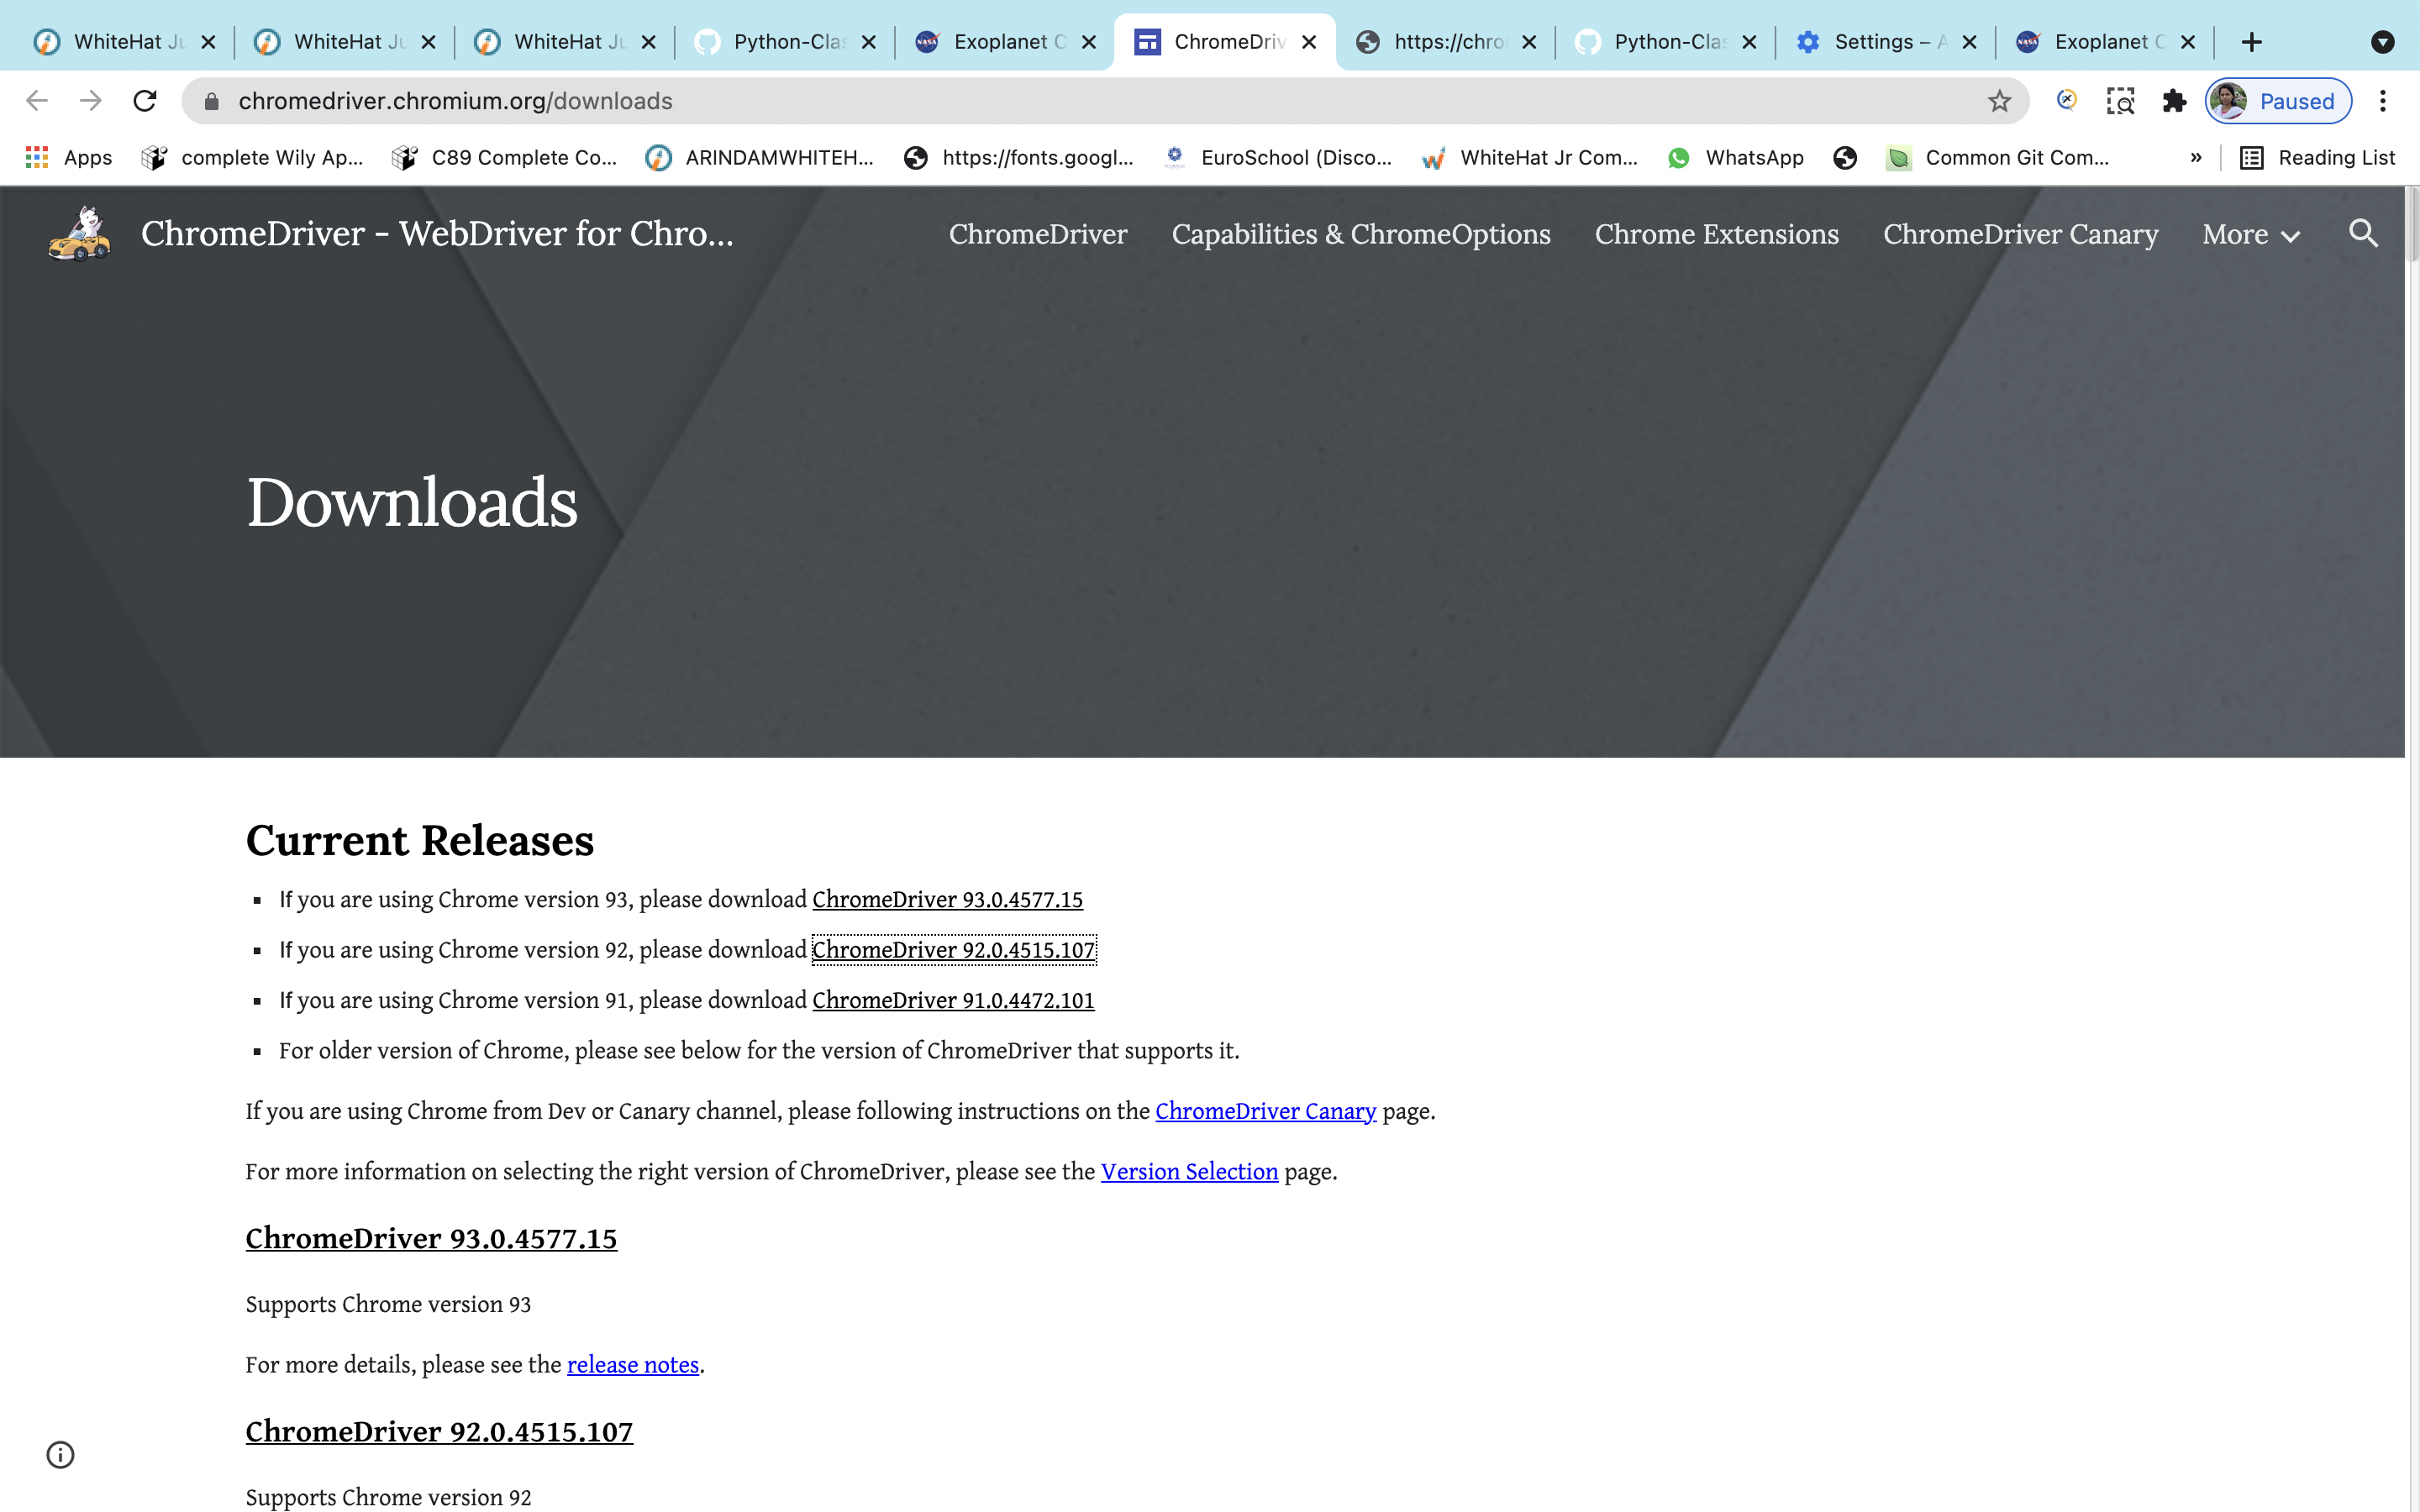 WhiteHat Ju
WhiteHat Ju
WhiteHat Ju
Python-Clas
Exoplanet C
ChromeDriv
https://chro
Python-Clas
Settings – A
Exoplanet C
chromedriver.chromium.org/downloads
Paused
Apps
complete Wily Ap...
C89 Complete Co...
ARINDAMWHITEH...
https://fonts.googl...
EuroSchool (Disco...
WhiteHat Jr Com...
WhatsApp
Common Git Com...
»
Reading List
ChromeDriver - WebDriver for Chro...
ChromeDriver
Capabilities & ChromeOptions
Chrome Extensions
ChromeDriver Canary
More
Downloads
Current Releases
▪ If you are using Chrome version 93, please download ChromeDriver 93.0.4577.15
▪ If you are using Chrome version 92, please download ChromeDriver 92.0.4515.107
▪ If you are using Chrome version 91, please download ChromeDriver 91.0.4472.101
▪ For older version of Chrome, please see below for the version of ChromeDriver that supports it.
If you are using Chrome from Dev or Canary channel, please following instructions on the ChromeDriver Canary page.
For more information on selecting the right version of ChromeDriver, please see the Version Selection page.
ChromeDriver 93.0.4577.15
Supports Chrome version 93
For more details, please see the release notes.
ChromeDriver 92.0.4515.107
Supports Chrome version 92